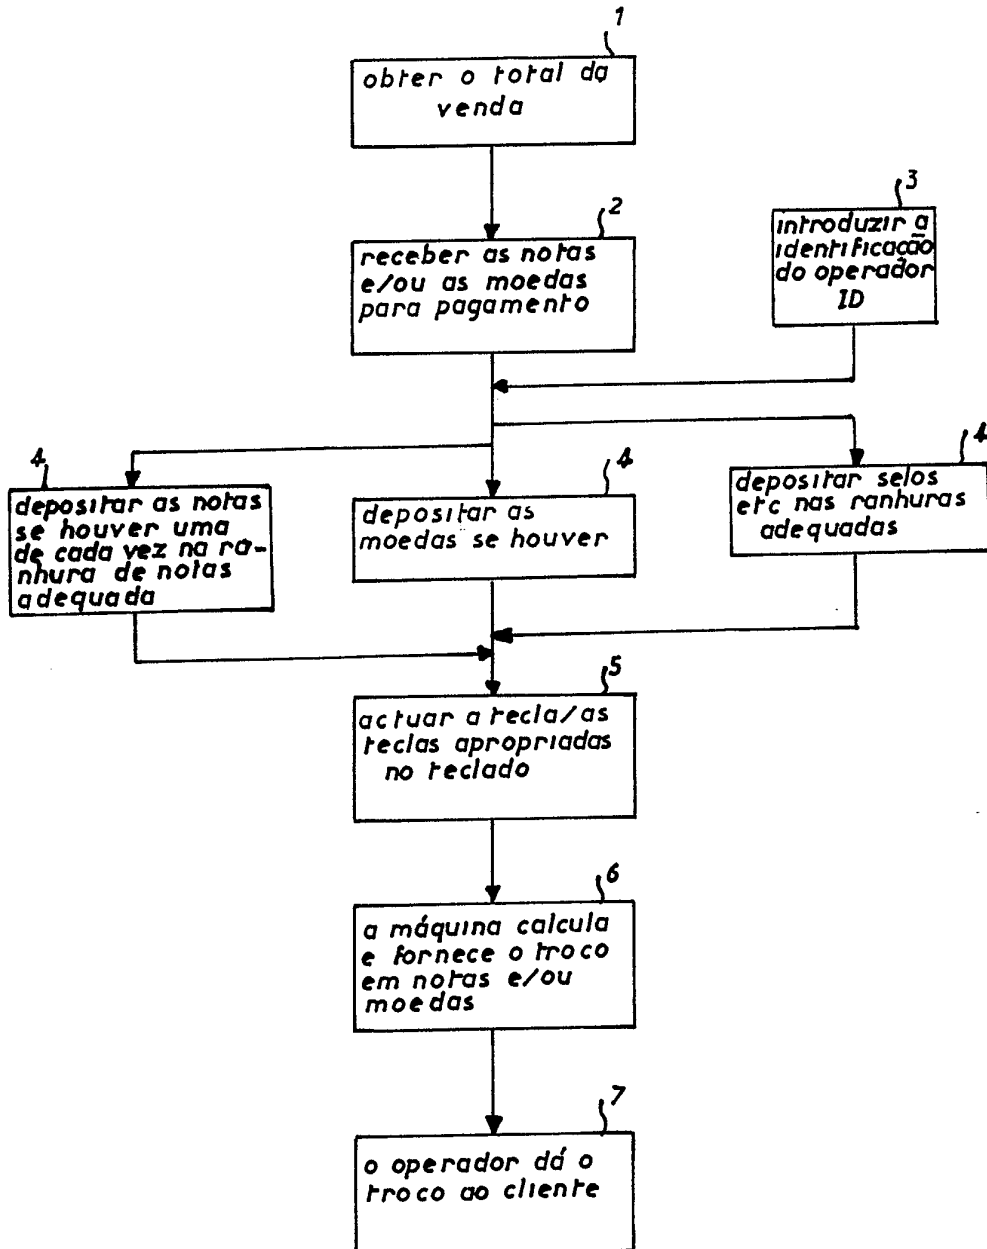 1
obter o total da
venda
2
receber as notas
e/ou as moedas
para pagamento
3
introduzir a
identificação
do operador
ID
4
depositar as notas
se houver uma
de cada vez na ra-
nhura de notas
adequada
4
depositar as
moedas se houver
4
depositar selos
etc nas ranhuras
adequadas
5
actuar a tecla/as
teclas apropriadas
no teclado
6
a máquina calcula
e fornece o troco
em notas e/ou
moedas
7
o operador dá o
troco ao cliente